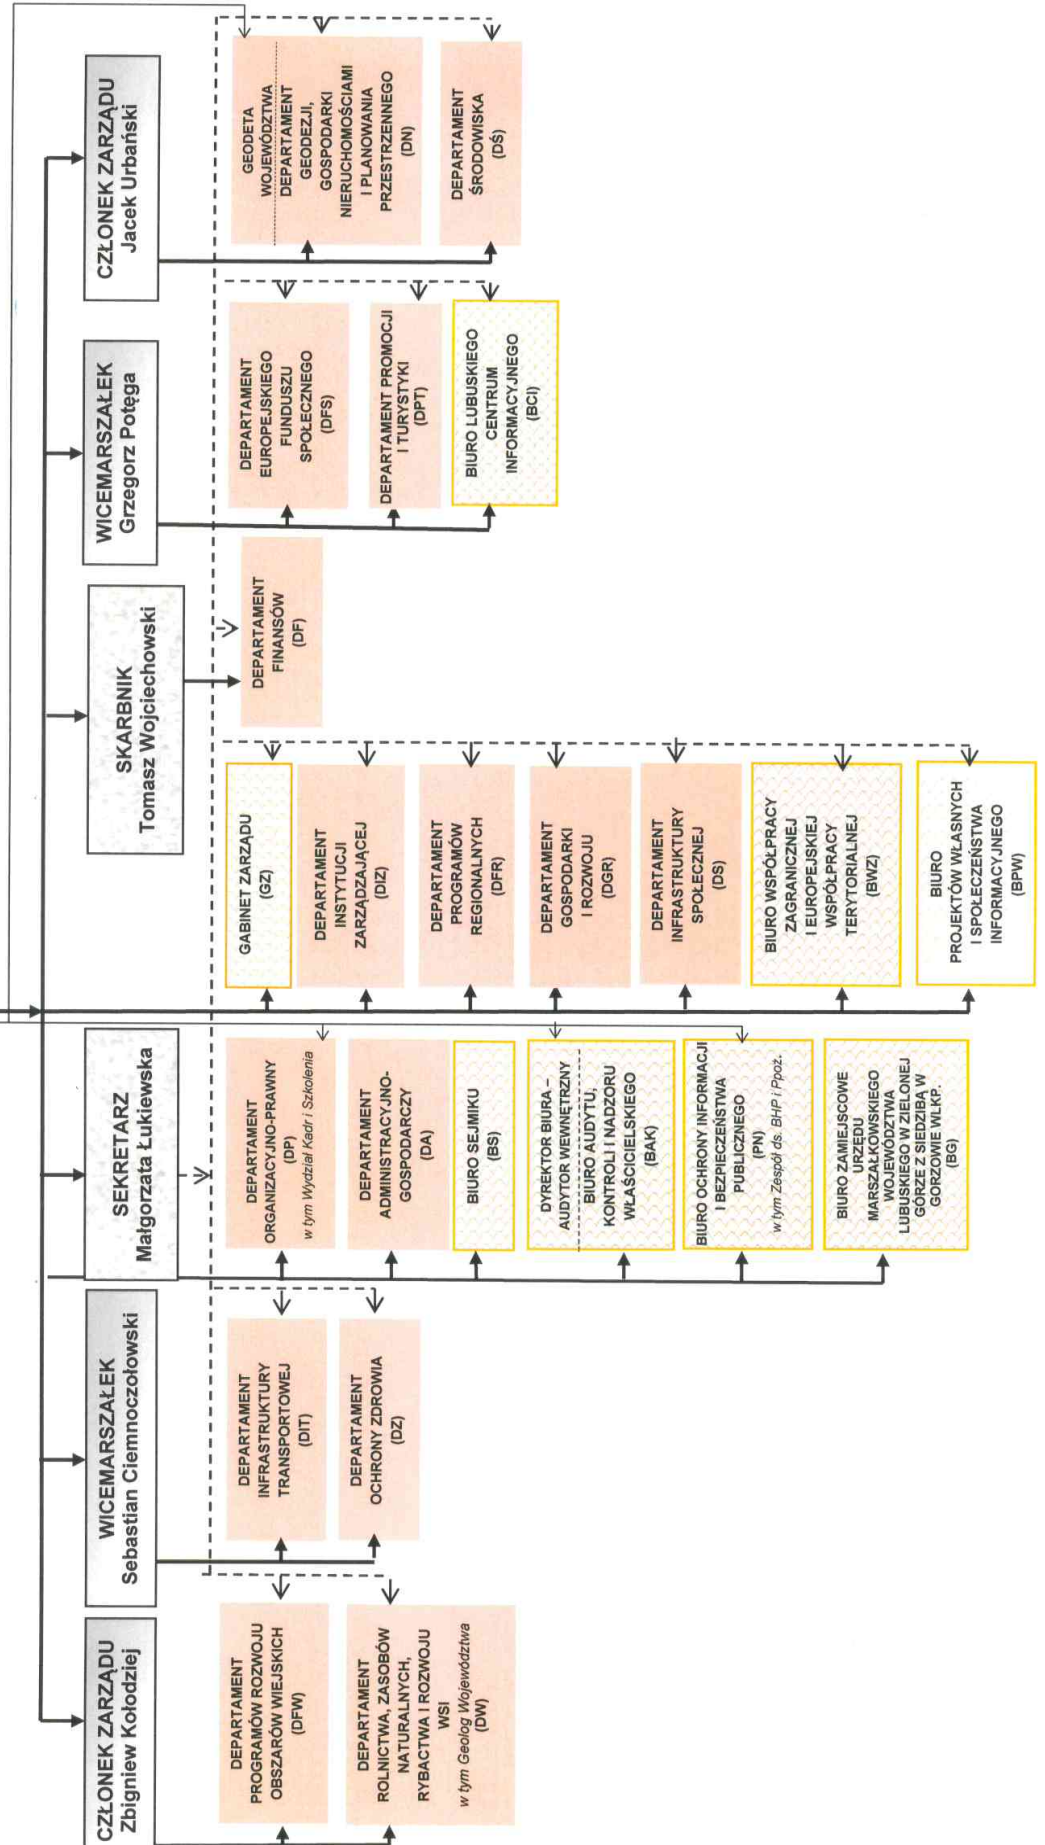 CZŁONEK ZARZĄDU
Zbigniew Kołodziej
WICEMARSZAŁEK
Sebastian Ciemnoczołowski
SEKRETARZ
Małgorzata Łukiewska
SKARBNIK
Tomasz Wojciechowski
WICEMARSZAŁEK
Grzegorz Potęga
CZŁONEK ZARZĄDU
Jacek Urbański
DEPARTAMENT
PROGRAMÓW ROZWOJU
OBSZARÓW WIEJSKICH
(DFW)
DEPARTAMENT
ROLNICTWA, ZASOBÓW
NATURALNYCH,
RYBACTWA I ROZWOJU
WSI
w tym Geolog Województwa
(DW)
DEPARTAMENT
INFRASTRUKTURY
TRANSPORTOWEJ
(DIT)
DEPARTAMENT
OCHRONY ZDROWIA
(DZ)
DEPARTAMENT
ORGANIZACYJNO-PRAWNY
(DP)
w tym Wydział Kadr i Szkolenia
DEPARTAMENT
ADMINISTRACYJNO-
GOSPODARCZY
(DA)
BIURO SEJMIKU
(BS)
DYREKTOR BIURA –
AUDYTOR WEWNĘTRZNY
BIURO AUDYTU,
KONTROLI I NADZORU
WŁAŚCICIELSKIEGO
(BAK)
BIURO OCHRONY INFORMACJI
I BEZPIECZEŃSTWA
PUBLICZNEGO
(PN)
w tym Zespół ds. BHP i Ppoż.
BIURO ZAMIEJSCOWE
URZĘDU
MARSZAŁKOWSKIEGO
WOJEWÓDZTWA
LUBUSKIEGO W ZIELONEJ
GÓRZE Z SIEDZIBĄ W
GORZOWIE WLKP.
(BG)
GABINET ZARZĄDU
(GZ)
DEPARTAMENT
INSTYTUCJI
ZARZĄDZAJĄCEJ
(DIZ)
DEPARTAMENT
PROGRAMÓW
REGIONALNYCH
(DFR)
DEPARTAMENT
GOSPODARKI
I ROZWOJU
(DGR)
DEPARTAMENT
INFRASTRUKTURY
SPOŁECZNEJ
(DS)
BIURO WSPÓŁPRACY
ZAGRANICZNEJ
I EUROPEJSKIEJ
WSPÓŁPRACY
TERYTORIALNEJ
(BWZ)
BIURO
PROJEKTÓW WŁASNYCH
I SPOŁECZEŃSTWA
INFORMACYJNEGO
(BPW)
DEPARTAMENT
FINANSÓW
(DF)
DEPARTAMENT
EUROPEJSKIEGO
FUNDUSZU
SPOŁECZNEGO
(DFS)
DEPARTAMENT PROMOCJI
I TURYSTYKI
(DPT)
BIURO LUBUSKIEGO
CENTRUM
INFORMACYJNEGO
(BCI)
GEODETA
WOJEWÓDZTWA
DEPARTAMENT
GEODEZJI,
GOSPODARKI
NIERUCHOMOŚCIAMI
I PLANOWANIA
PRZESTRZENNEGO
(DN)
DEPARTAMENT
ŚRODOWISKA
(DŚ)